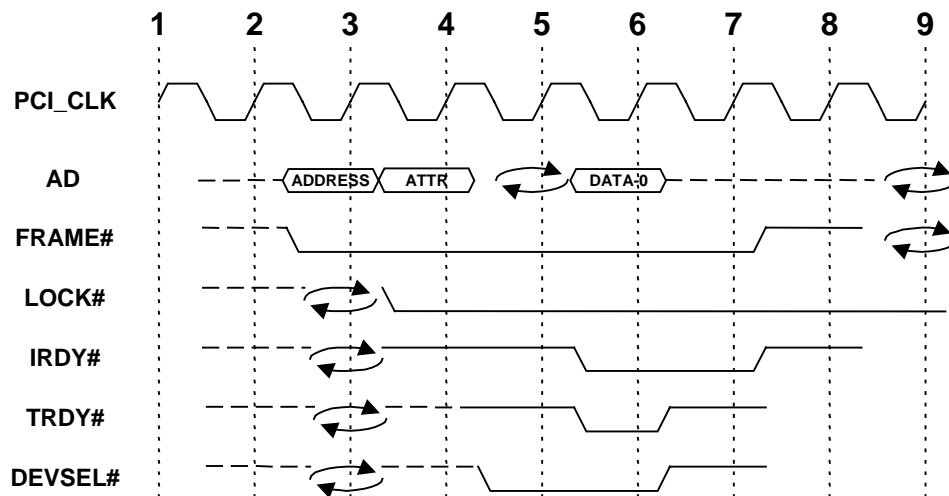 1 2 3 4 5 6 7 8 9
PCI_CLK
AD ADDRESS ATTR DATA-0
FRAME#
LOCK#
IRDY#
TRDY#
DEVSEL#